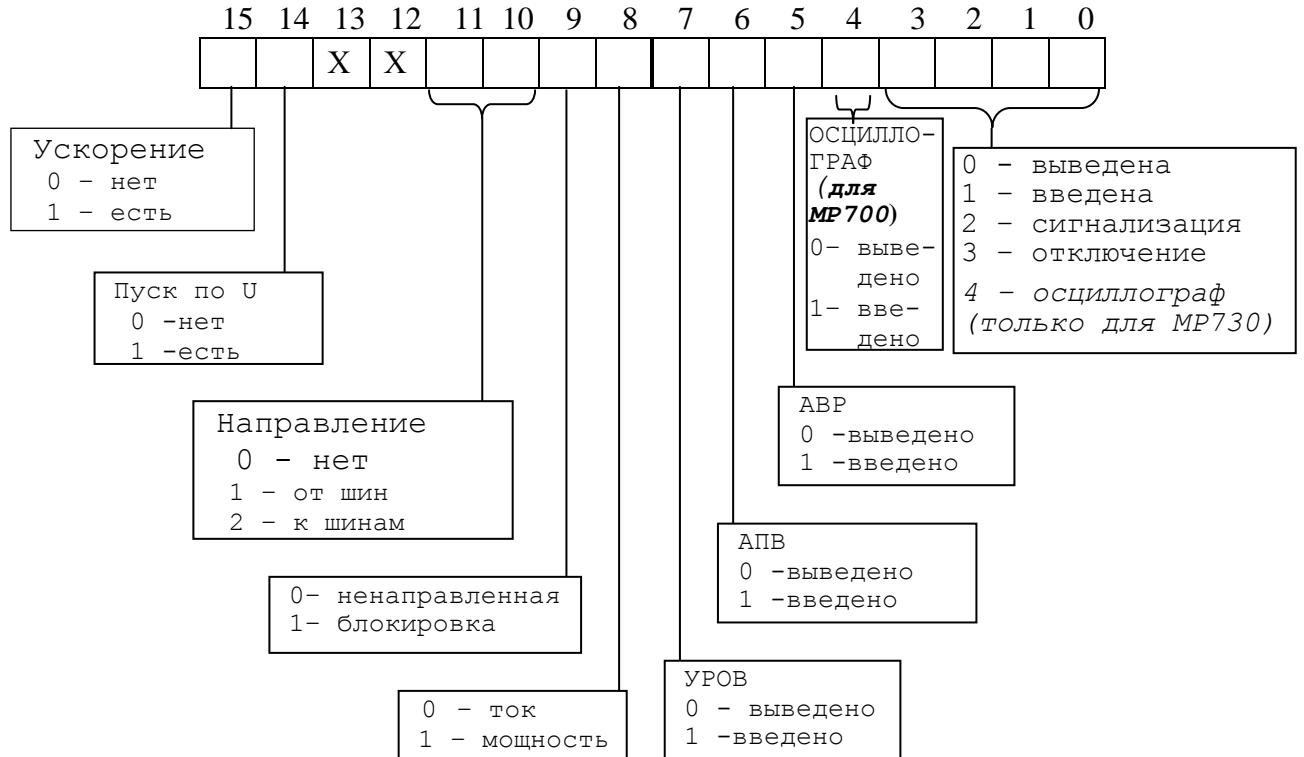 15 14 13 12 11 10 9 8 7 6 5 4 3 2 1 0
X X
Ускорение
0 – нет
1 – есть
Пуск по U
0 -нет
1 -есть
Направление
0 - нет
1 – от шин
2 – к шинам
0– ненаправленная
1– блокировка
0 – ток
1 – мощность
УРОВ
0 - выведено
1 -введено
АПВ
0 -выведено
1 -введено
АВР
0 -выведено
1 -введено
ОСЦИЛЛО-
ГРАФ
(для
МР700)
0– выве-
дено
1– вве-
дено
0 - выведена
1 – введена
2 – сигнализация
3 – отключение
4 – осциллограф
(только для МР730)